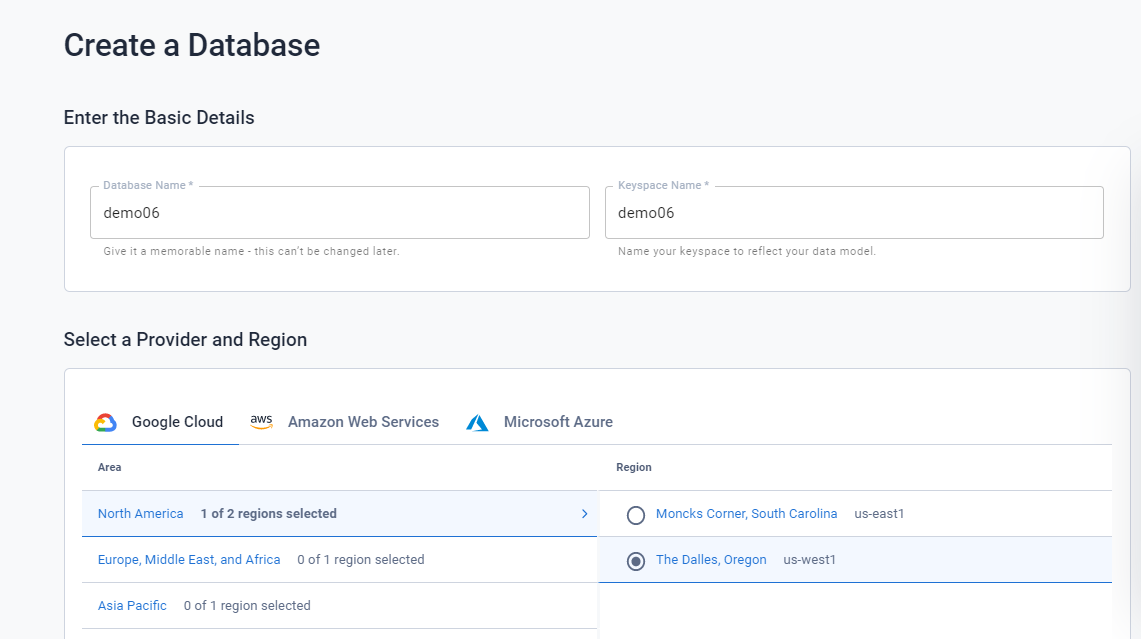 Create a Database
Enter the Basic Details
Database Name * Keyspace Name *
demo06 demo06
Give it a memorable name - this can't be changed later. Name your keyspace to reflect your data model.
Select a Provider and Region
Google Cloud aws Amazon Web Services Microsoft Azure
Area Region
North America 1 of 2 regions selected Moncks Corner, South Carolina us-east1
Europe, Middle East, and Africa 0 of 1 region selected The Dalles, Oregon us-west1
Asia Pacific 0 of 1 region selected